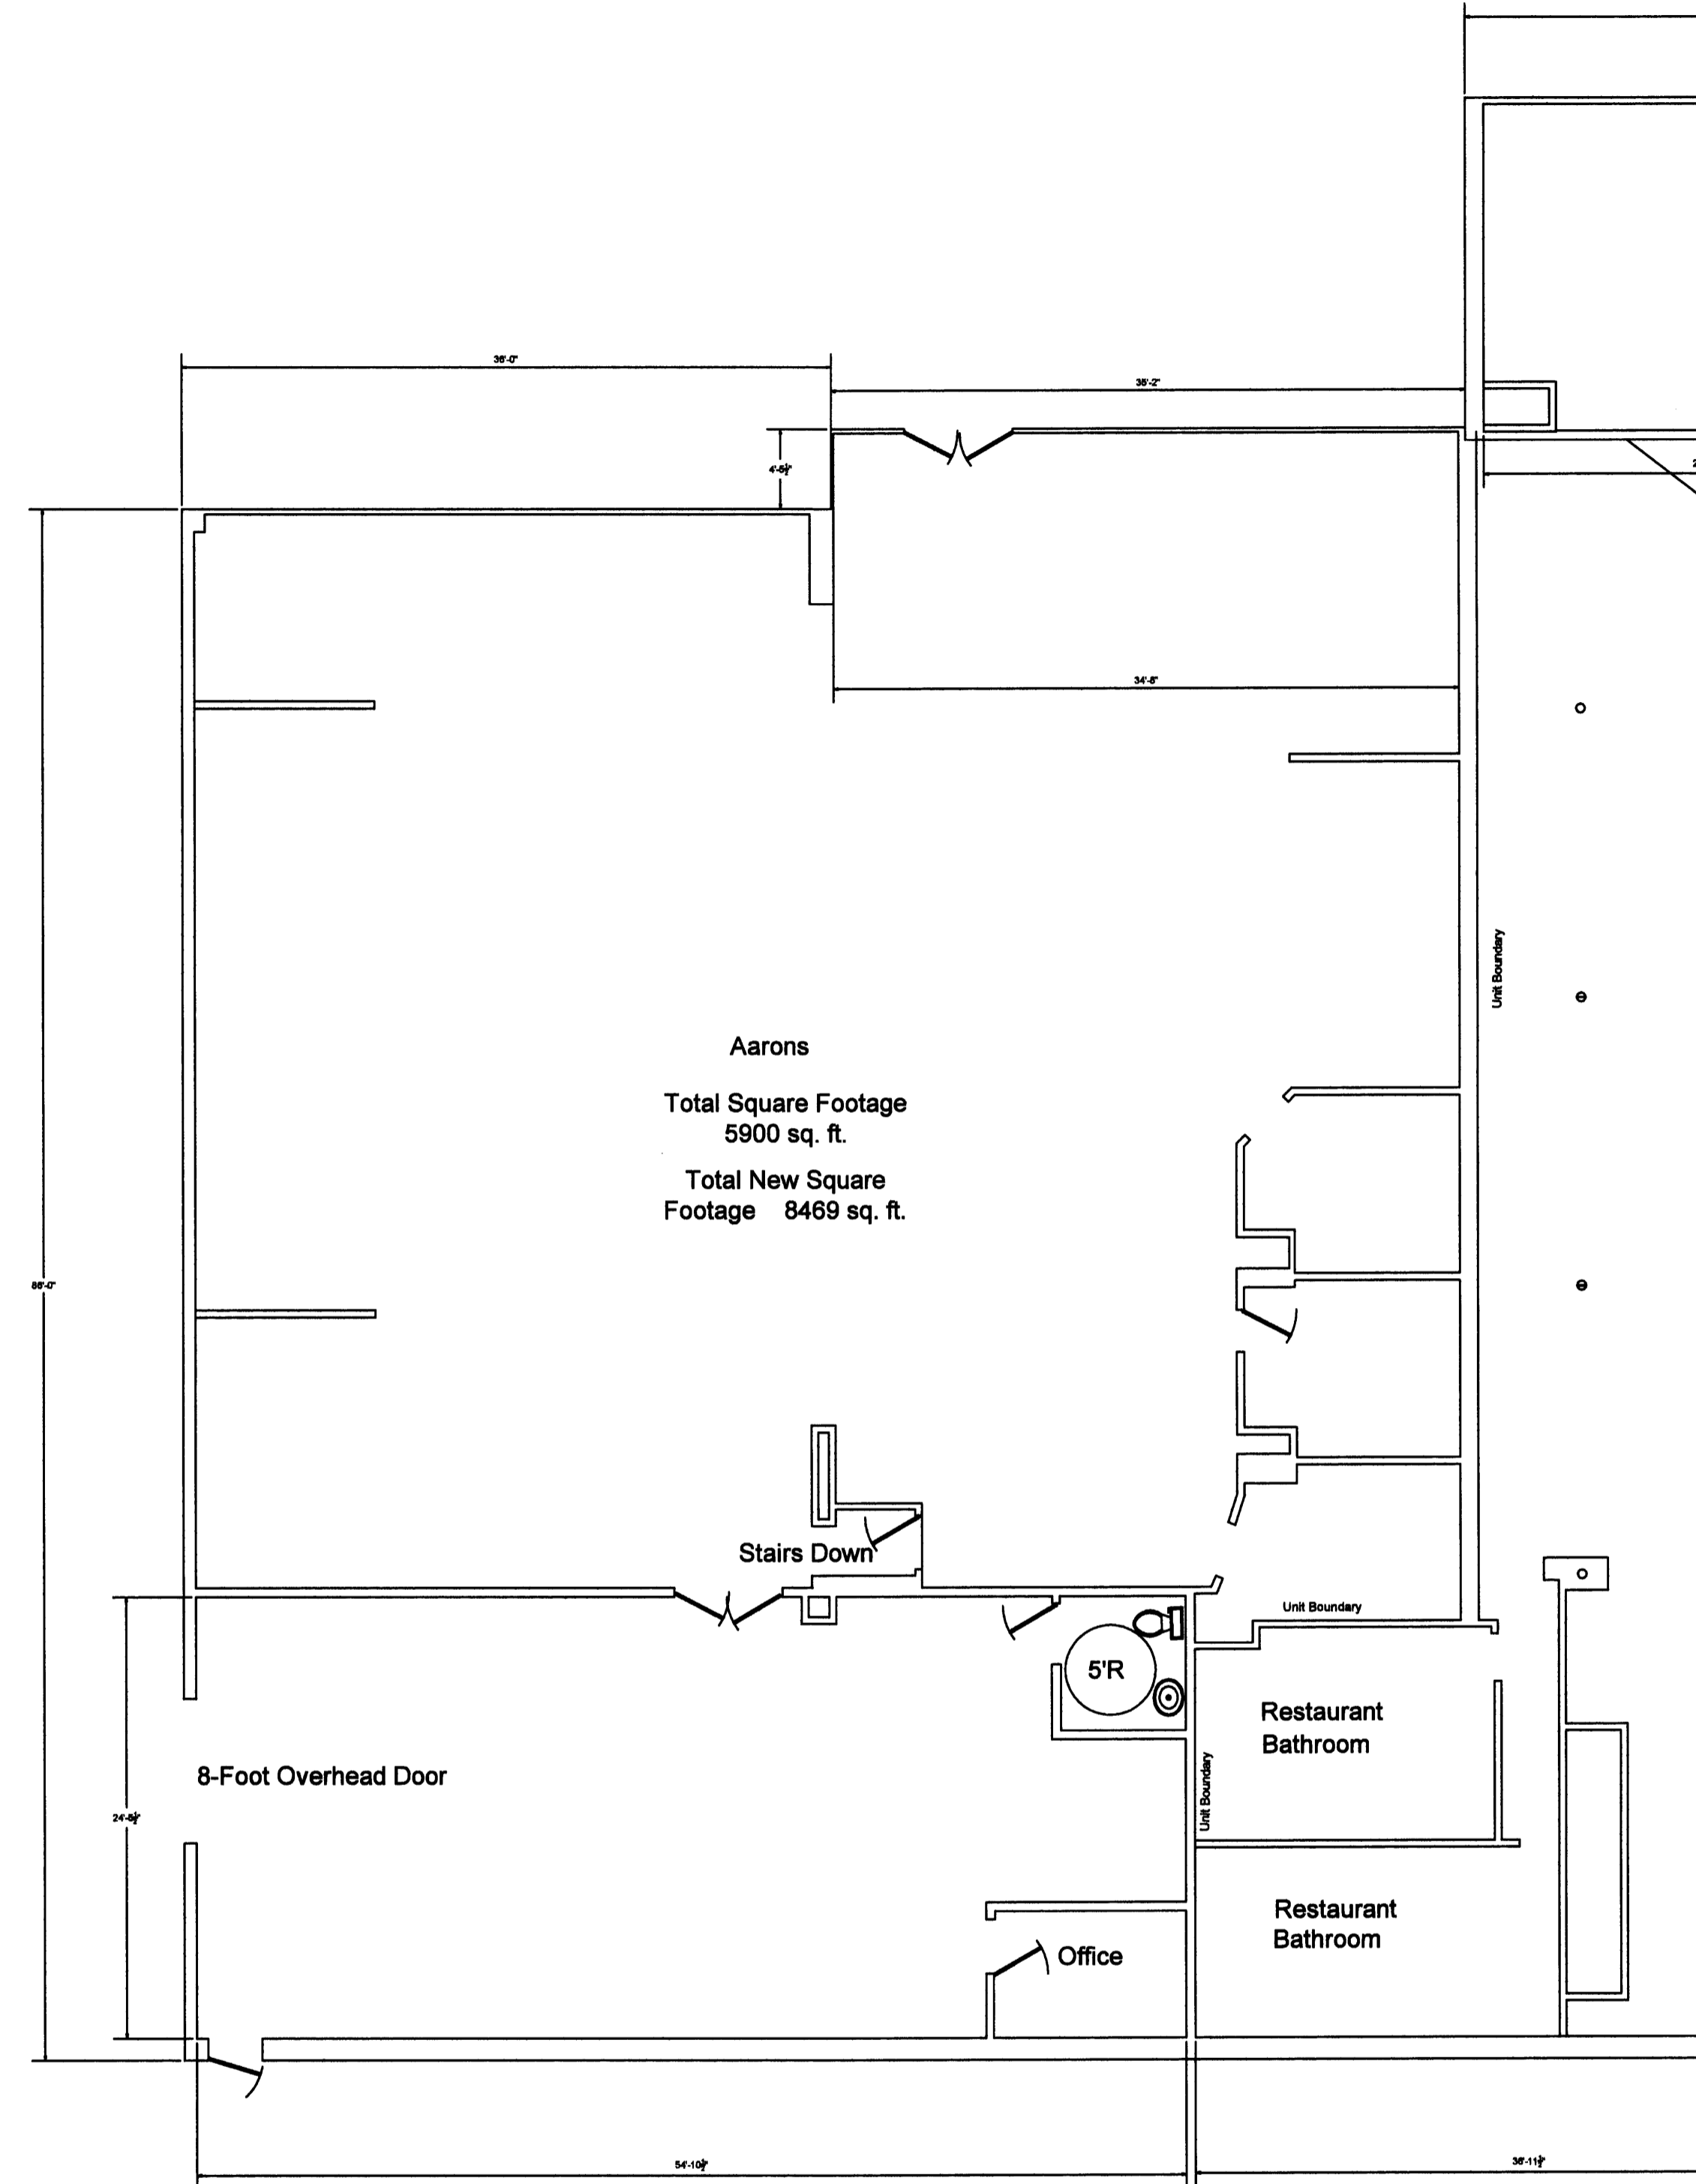 36'-0"
35'-2"
4'-5½"
34'-8"
Unit Boundary
Aarons
Total Square Footage
5900 sq. ft.
Total New Square
Footage 8469 sq. ft.
86'-0"
Stairs Down
Unit Boundary
5'R
Restaurant
Bathroom
Unit Boundary
8-Foot Overhead Door
24'-5½"
Restaurant
Bathroom
Office
54'-10½"
36'-11½"